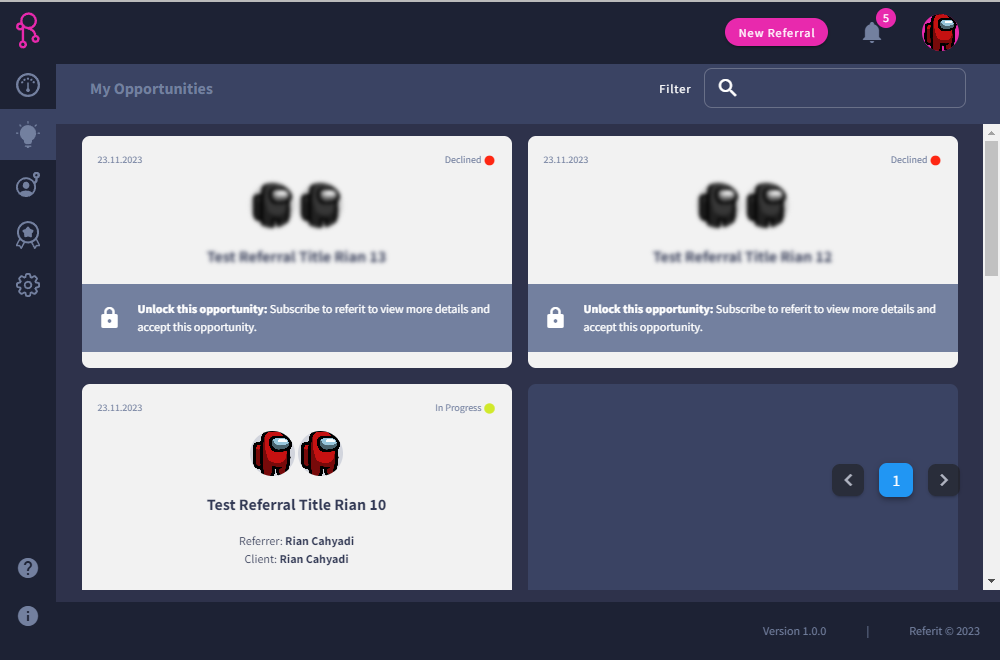 New Referral
5
My Opportunities
Filter
23.11.2023
Declined
Test Referral Title Rian 13
Unlock this opportunity: Subscribe to referit to view more details and
accept this opportunity.
23.11.2023
Declined
Test Referral Title Rian 12
Unlock this opportunity: Subscribe to referit to view more details and
accept this opportunity.
23.11.2023
In Progress
Test Referral Title Rian 10
Referrer: Rian Cahyadi
Client: Rian Cahyadi
1
Version 1.0.0
|
Referit © 2023